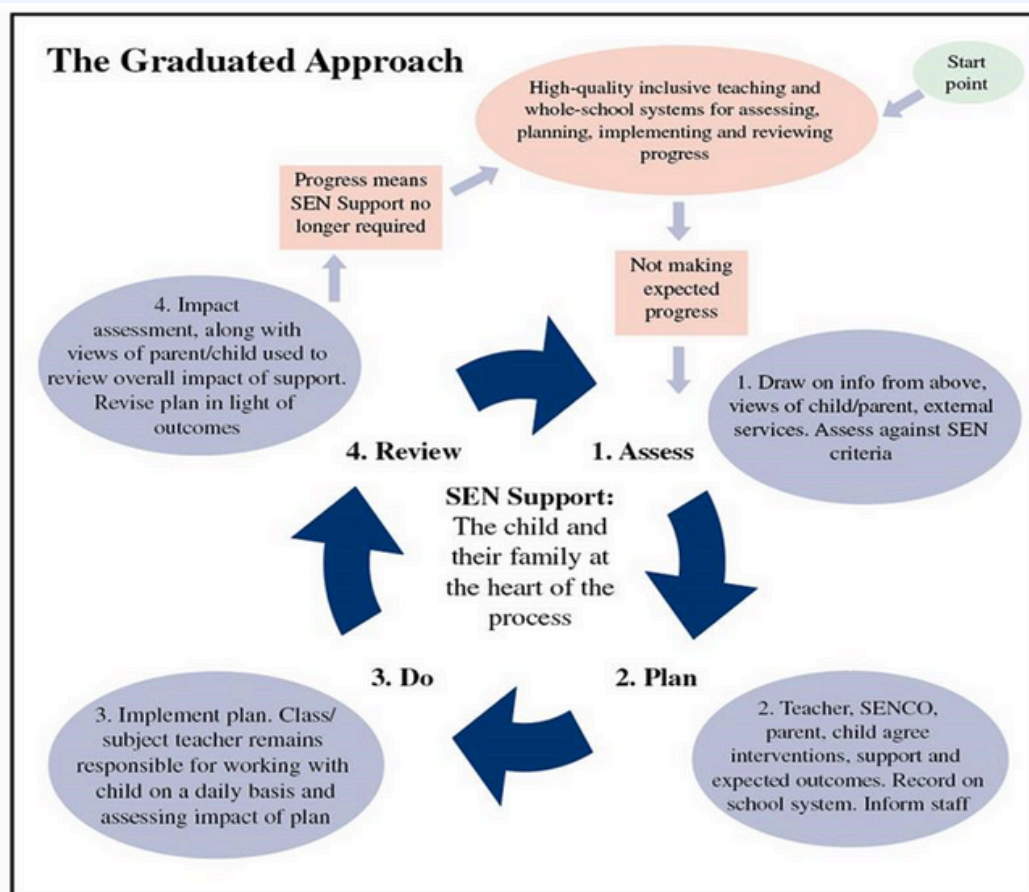 The Graduated Approach
Start
point
High-quality inclusive teaching and
whole-school systems for assessing,
planning, implementing and reviewing
progress
Progress means
SEN Support no
longer required
Not making
expected
progress
4. Impact
assessment, along with
views of parent/child used to
review overall impact of support.
Revise plan in light of
outcomes
1. Draw on info from above,
views of child/parent, external
services. Assess against SEN
criteria
4. Review
1. Assess
SEN Support:
The child and
their family at
the heart of the
process
3. Do
2. Plan
3. Implement plan. Class/
subject teacher remains
responsible for working with
child on a daily basis and
assessing impact of plan
2. Teacher, SENCO,
parent, child agree
interventions, support and
expected outcomes. Record on
school system. Inform staff